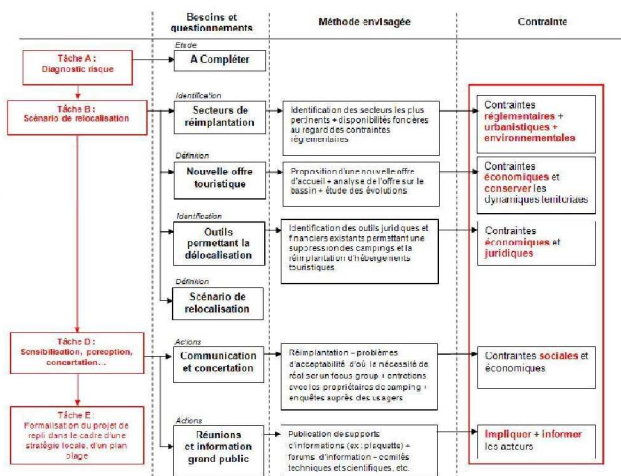 Besoins et
questionnements
Méthode envisagée
Contrainte
Tâche A :
Diagnostic risque
Etude
A Compléter
Tâche B :
Scénario de relocalisation
Identification
Secteurs de
réimplantation
Identification des secteurs les plus
pertinents + disponibilités foncières
au regard des contraintes
réglementaires
Contraintes
réglementaires +
urbanistiques +
environnementales
Définition
Nouvelle offre
touristique
Proposition d'une nouvelle offre
d'accueil + analyse de l'offre sur le
bassin + étude des évolutions
Contraintes
économiques et
conserver les
dynamiques territoriales
Identification
Outils
permettant la
délocalisation
Identification des outils juridiques et
financiers existants permettant une
suppression des campings et la
réimplantation d'hébergements
touristiques
Contraintes
économiques et
juridiques
Définition
Scénario de
relocalisation
Tâche D :
Sensibilisation, perception,
concertation...
Actions
Communication
et concertation
Réimplantation = problèmes
d'acceptabilité d'où la nécessité de
réaliser un focus group + entretiens
avec les propriétaires de camping +
enquêtes auprès des usagers
Contraintes sociales et
économiques
Tâche E :
Formalisation du projet de
repli dans le cadre d'une
stratégie locale, d'un plan
plage
Actions
Réunions
et information
grand public
Publication de supports
d'informations (ex : plaquette) +
forums d'information + comités
techniques et scientifiques, etc.
Impliquer + informer
les acteurs